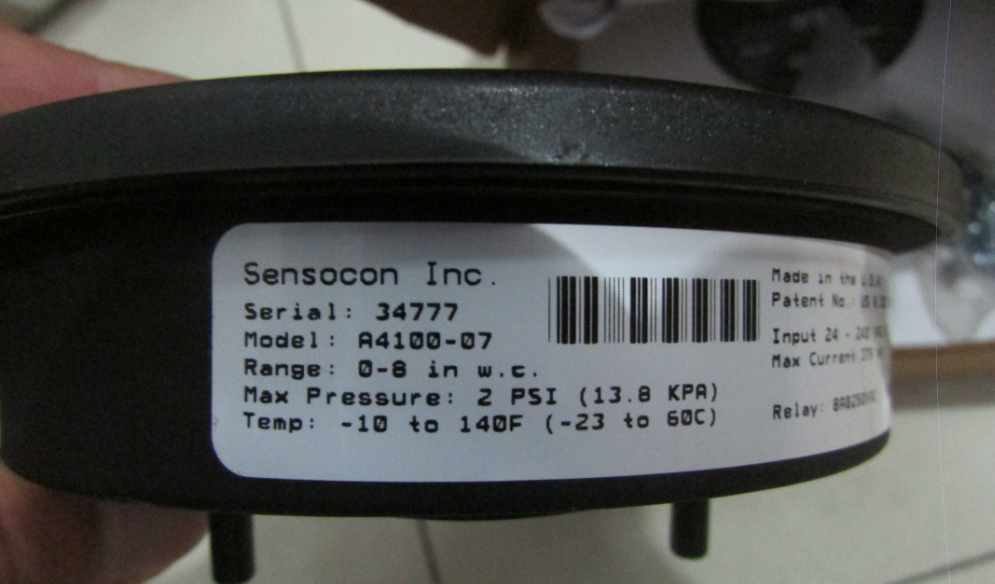 Sensocon Inc.
Serial: 34777
Model: A4100-07
Range: 0-8 in w.c.
Max Pressure: 2 PSI (13.8 KPA)
Temp: -10 to 140F (-23 to 60C)
Made in the U.S.A.
Patent No.: US
Input 24 -
Max Current
Relay: